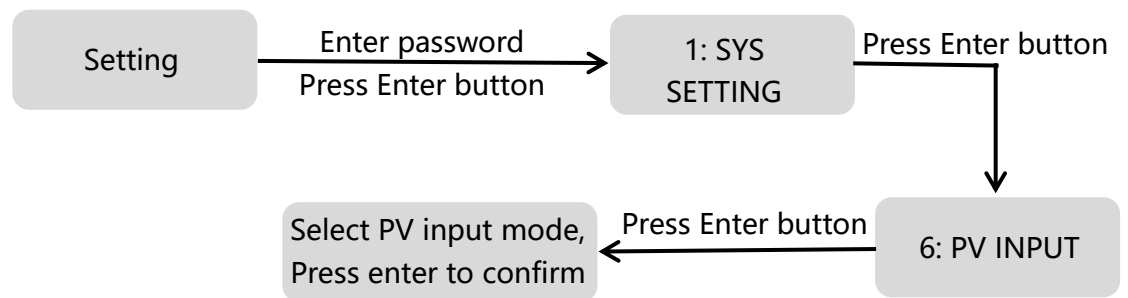 Setting
Enter password
Press Enter button
1: SYS
SETTING
Press Enter button
6: PV INPUT
Press Enter button
Select PV input mode,
Press enter to confirm